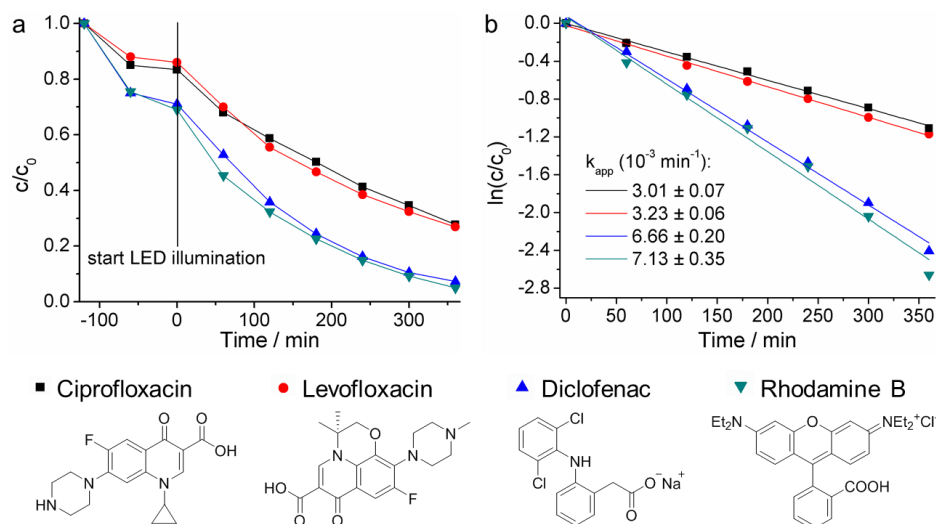 a
1.0
0.8
0.6
0.4
0.2
0.0
c/c₀
start LED illumination
-100 0 100 200 300
Time / min
b
0.0
-0.4
-0.8
-1.2
-1.6
-2.0
-2.4
-2.8
ln(c/c₀)
k_app (10⁻³ min⁻¹):
3.01 ± 0.07
3.23 ± 0.06
6.66 ± 0.20
7.13 ± 0.35
0 50 100 150 200 250 300 350
Time / min
Ciprofloxacin
Levofloxacin
Diclofenac
Rhodamine B
O O
F
OH
N
N
HN
O
N
N
N
HO
O
O
F
Cl
NH
Cl
O⁻Na⁺
O
Et₂N
O
NEt₂⁺Cl⁻
COOH